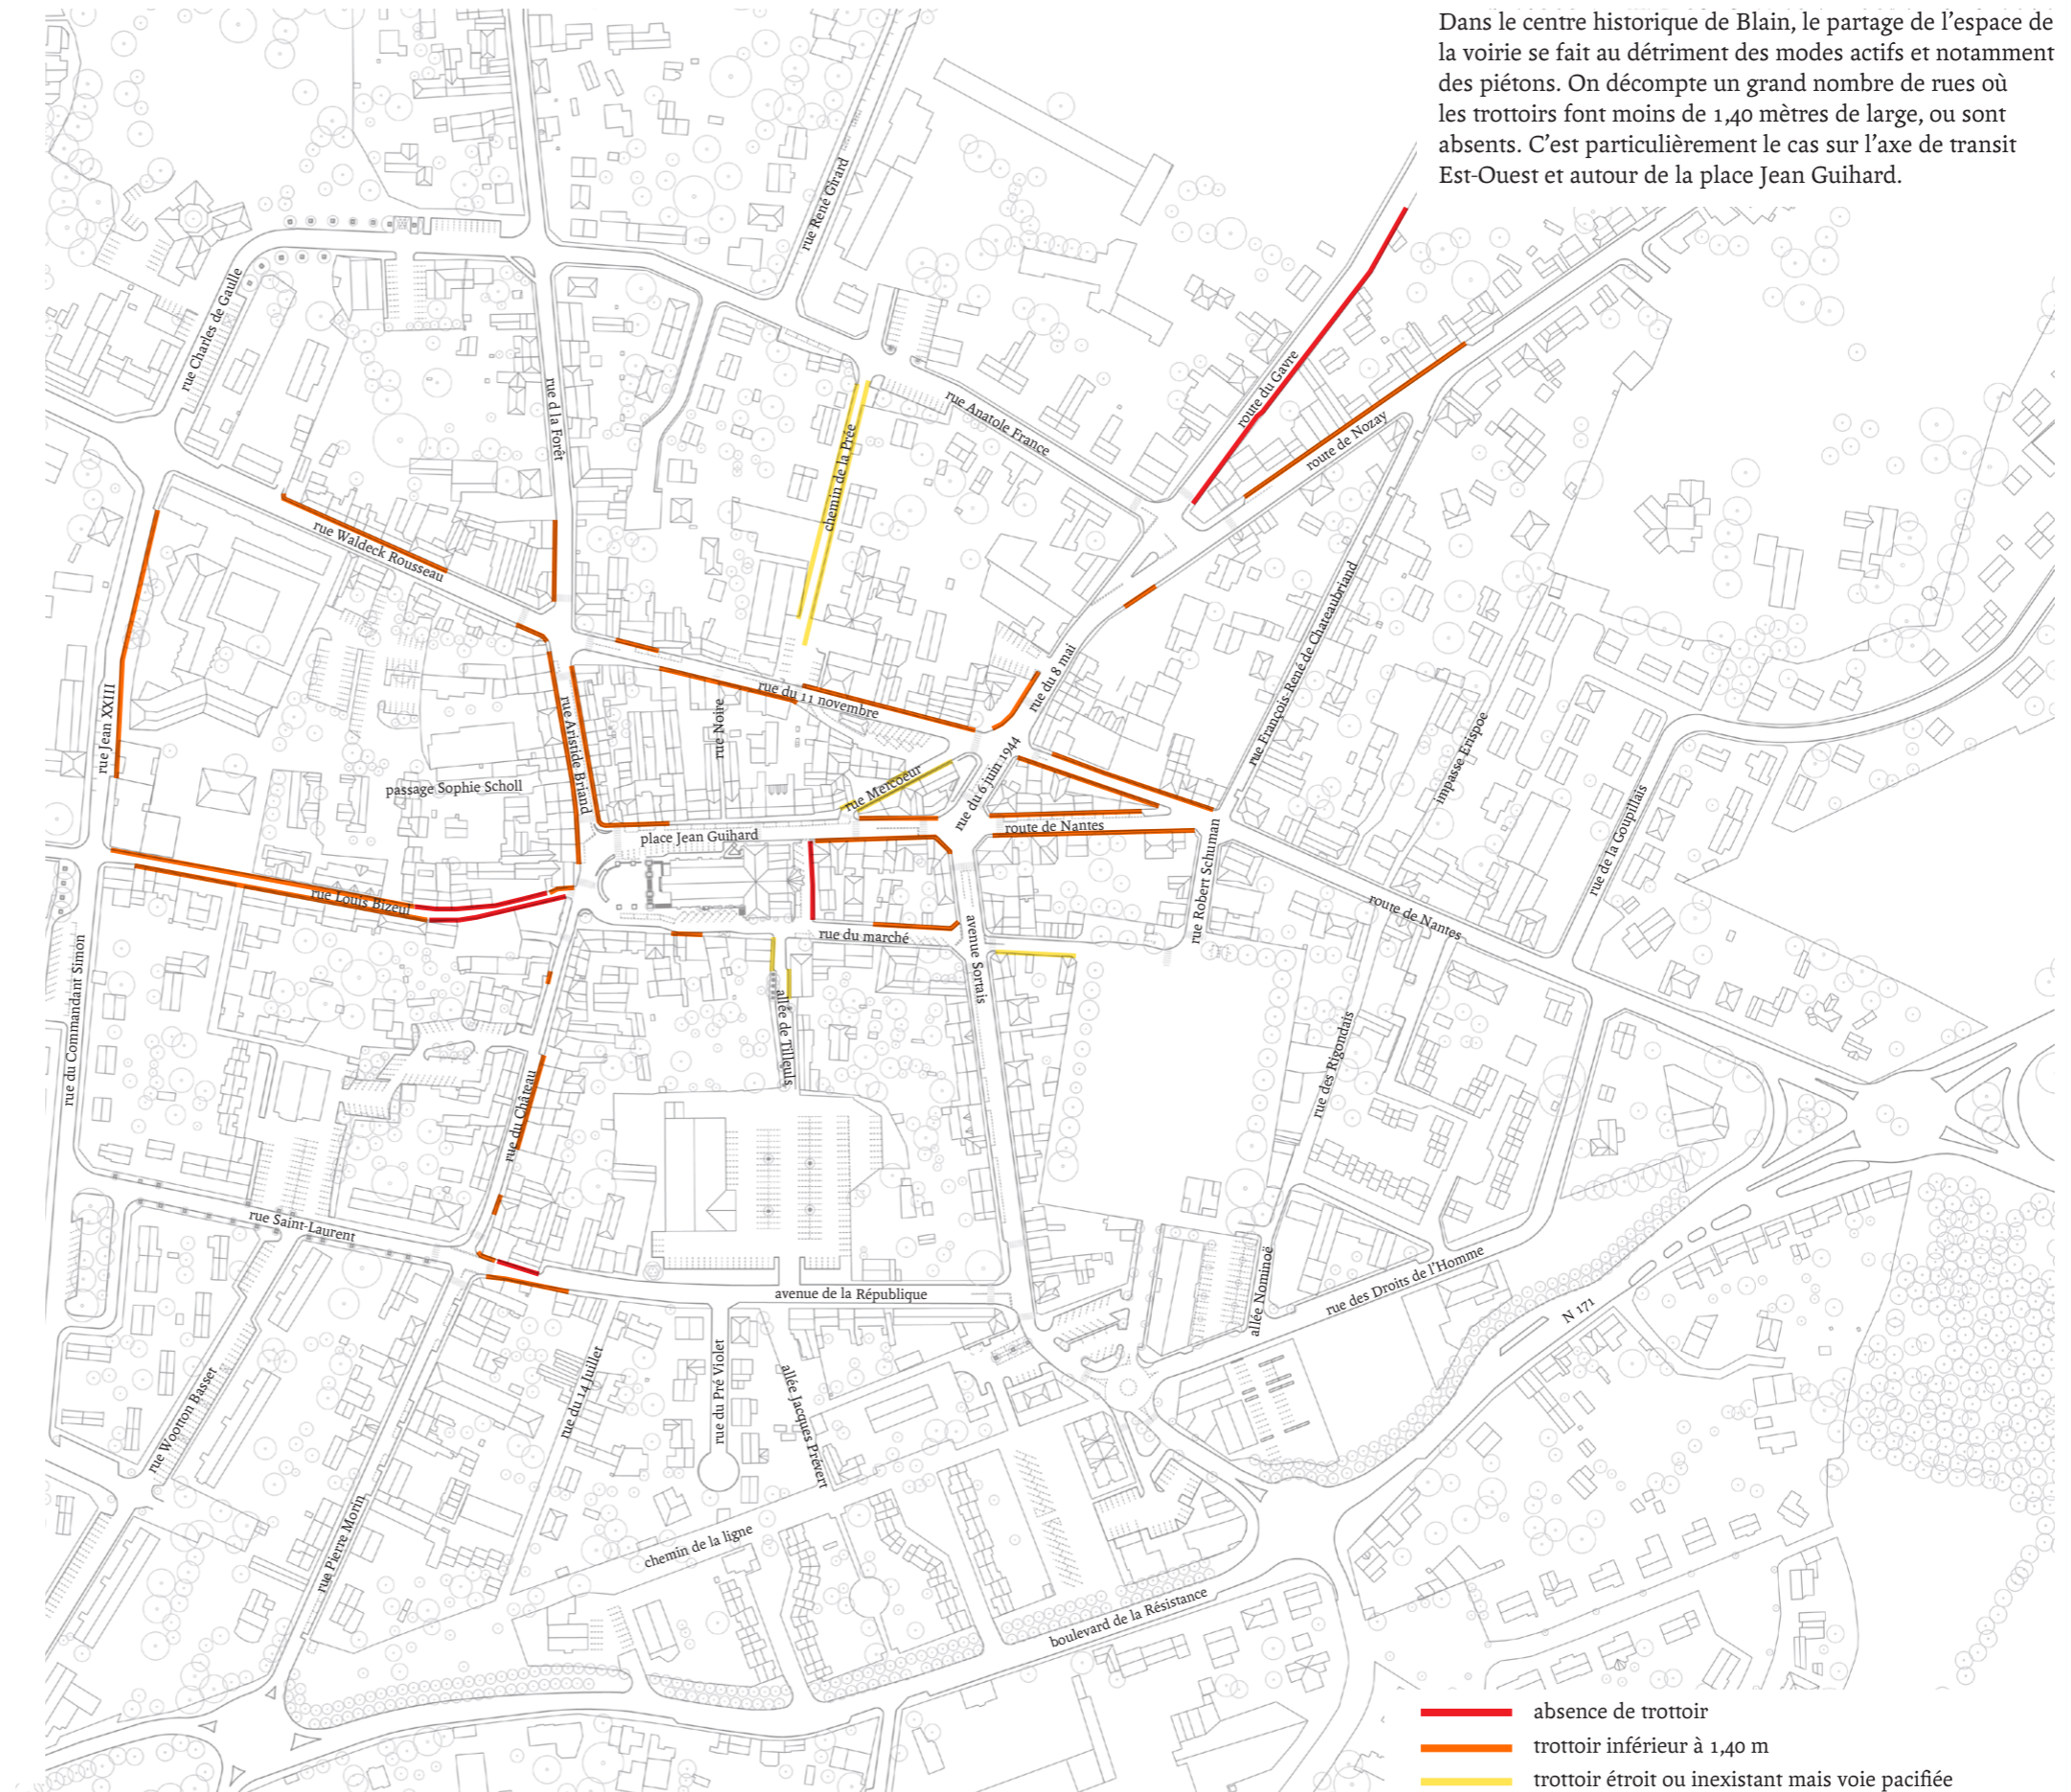 Dans le centre historique de Blain, le partage de l'espace de
la voirie se fait au détriment des modes actifs et notamment
des piétons. On décompte un grand nombre de rues où
les trottoirs font moins de 1,40 mètres de large, ou sont
absents. C'est particulièrement le cas sur l'axe de transit
Est-Ouest et autour de la place Jean Guihard.
rue René Girard
rue Charles de Gaulle
rue d la Forêt
route du Gavre
rue Anatole France
route de Nozay
chemin de la Prée
rue Waldeck Rousseau
rue François-René de Chateaubriand
rue du 8 mai
rue du 11 novembre
rue Jean XXIII
rue Noire
rue Aristide Briand
impasse Erispoe
passage Sophie Scholl
rue Mercoeur
rue du 6 juin 1944
route de Nantes
place Jean Guihard
rue de la Goupillais
rue Robert Schuman
rue Louis Bizeul
route de Nantes
rue du marché
avenue Sortais
rue du Commandant Simon
allée de Tilleuls
rue des Rigondais
rue du Château
rue Saint-Laurent
avenue de la République
allée Nominoë
rue des Droits de l'Homme
N 171
rue Wootton Basset
rue du 14 Juillet
rue du Pré Violet
allée Jacques Prévert
rue Pierre Morin
chemin de la ligne
boulevard de la Résistance
absence de trottoir
trottoir inférieur à 1,40 m
trottoir étroit ou inexistant mais voie pacifiée